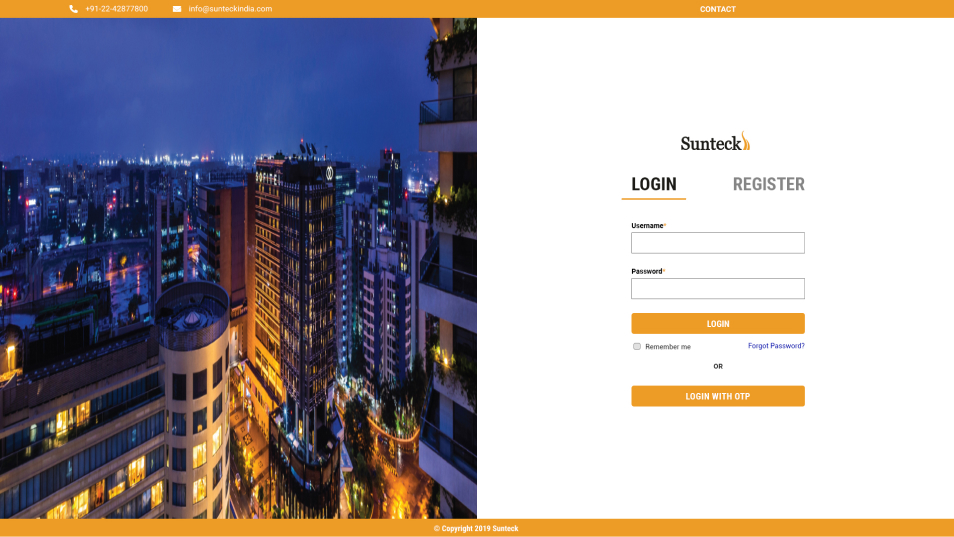 +91-22-42877800 info@sunteckindia.com CONTACT
SOFITEL
Sunteck
LOGIN REGISTER
Username*
Password*
LOGIN
Remember me Forgot Password?
OR
LOGIN WITH OTP
© Copyright 2019 Sunteck